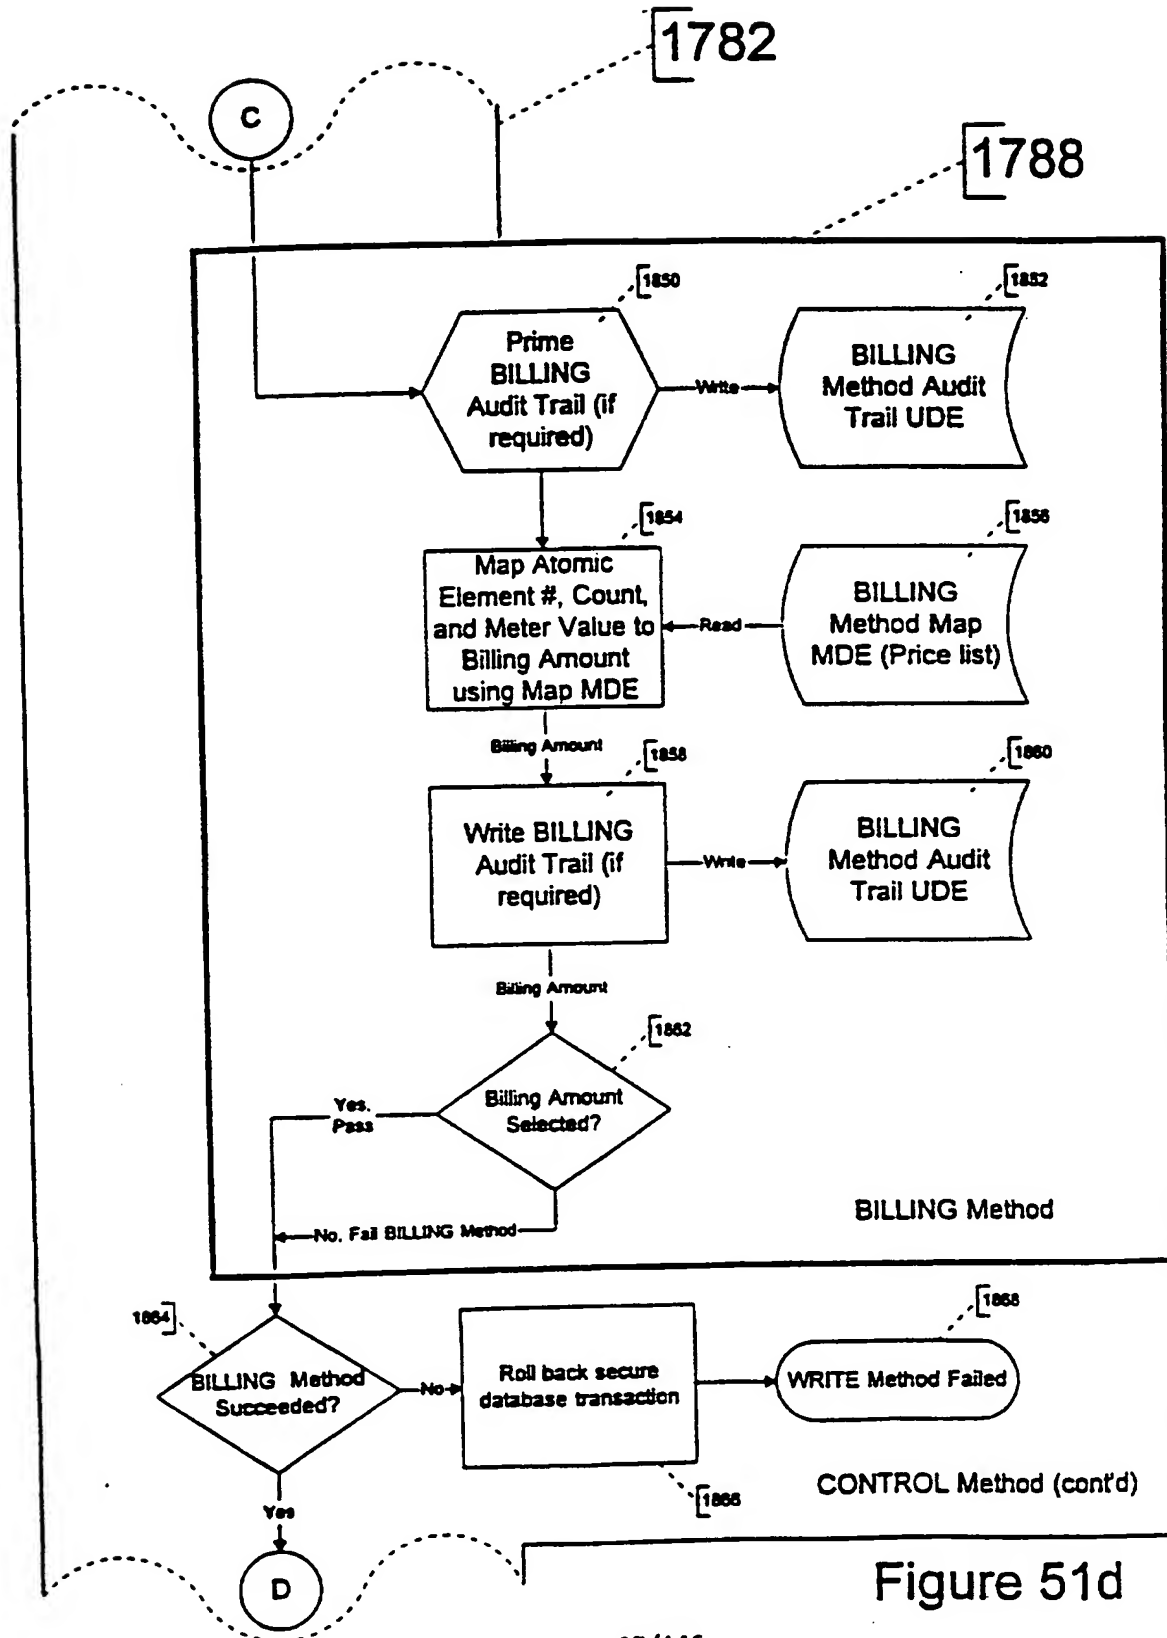 1782
C
1788
1850
1852
Prime
BILLING
Audit Trail (if
required)
Write
BILLING
Method Audit
Trail UDE
1854
1856
Map Atomic
Element #, Count,
and Meter Value to
Billing Amount
using Map MDE
Read
BILLING
Method Map
MDE (Price list)
Billing Amount
1858
1860
Write BILLING
Audit Trail (if
required)
Write
BILLING
Method Audit
Trail UDE
Billing Amount
1862
Billing Amount
Selected?
Yes.
Pass
No. Fail BILLING Method
BILLING Method
1864
1868
BILLING Method
Succeeded?
No
Roll back secure
database transaction
WRITE Method Failed
1866
CONTROL Method (cont'd)
Yes
D
Figure 51d